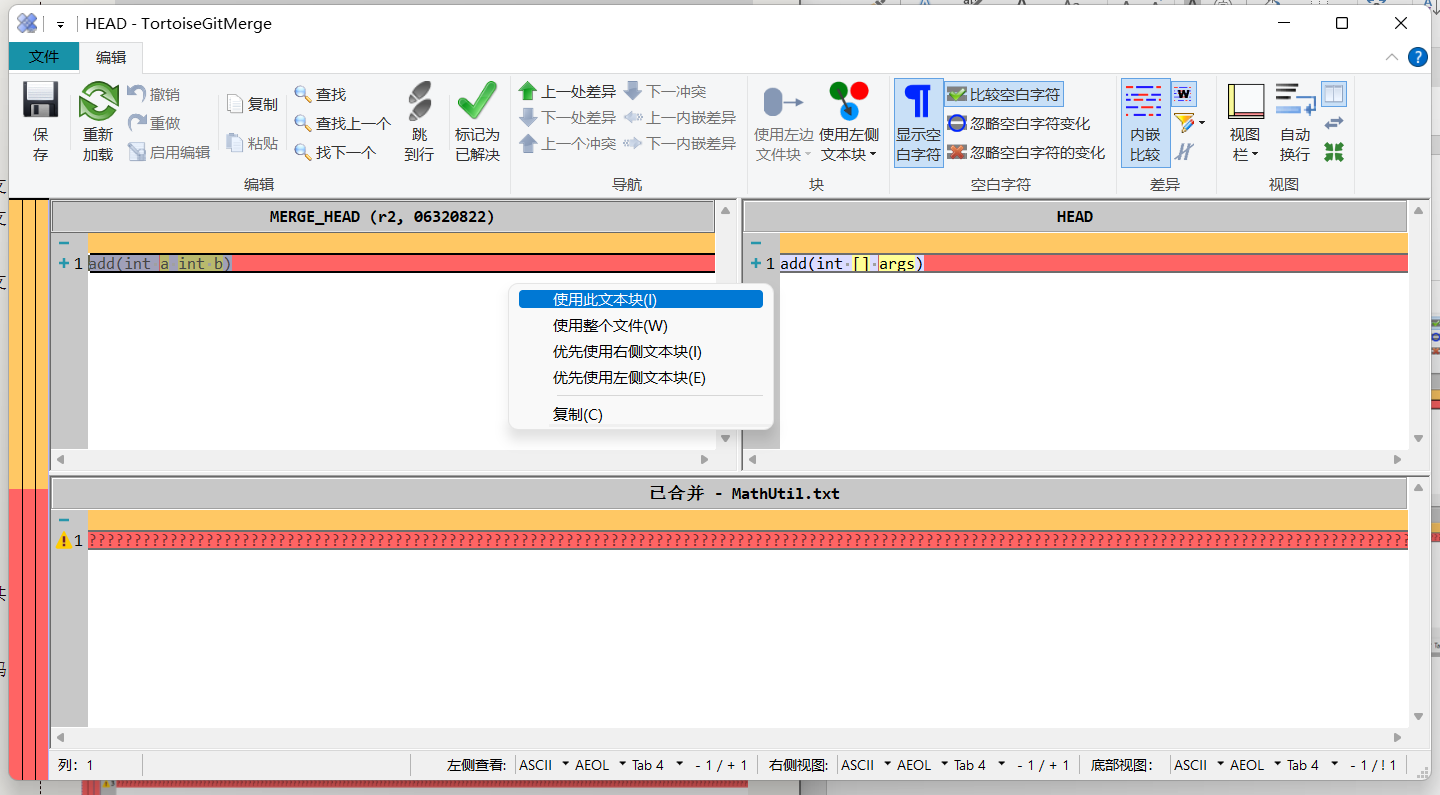 HEAD - TortoiseGitMerge
文件 编辑
保存
重新加载
撤销
重做
启用编辑
复制
粘贴
查找
查找上一个
找下一个
跳到行
标记为已解决
编辑
上一处差异 下一冲突
下一处差异 上一内嵌差异
上一个冲突 下一内嵌差异
导航
使用左边文件块
使用左侧文本块
块
显示空白字符
比较空白字符
忽略空白字符变化
忽略空白字符的变化
空白字符
内嵌比较
差异
视图栏
自动换行
视图
MERGE_HEAD (r2, 06320822)
1 add(int a int b)
HEAD
1 add(int [] args)
使用此文本块(I)
使用整个文件(W)
优先使用右侧文本块(I)
优先使用左侧文本块(E)
复制(C)
已合并 - MathUtil.txt
1
列: 1 左侧查看: ASCII AEOL Tab 4 - 1 / + 1 右侧视图: ASCII AEOL Tab 4 - 1 / + 1 底部视图: ASCII AEOL Tab 4 - 1 / ! 1